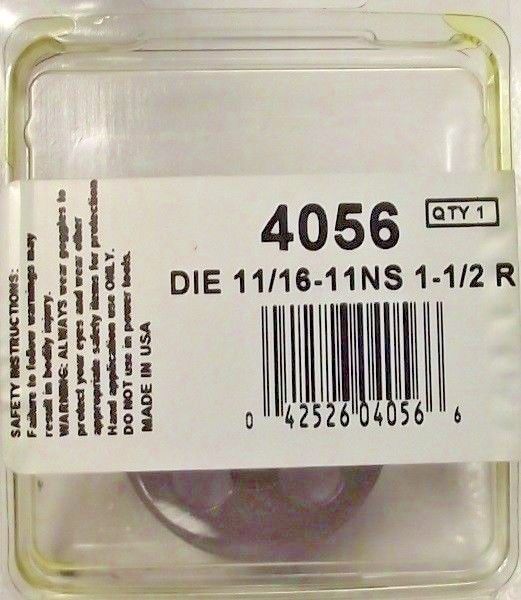 4056
QTY 1
DIE 11/16-11NS 1-1/2 R
0 42526 04056 6
SAFETY INSTRUCTIONS:
Failure to follow warnings may
result in bodily injury.
WARNING: ALWAYS wear goggles to
protect your eyes and wear other
appropriate safety items for protection
Hand application use ONLY.
DO NOT use in power tools.
MADE IN USA